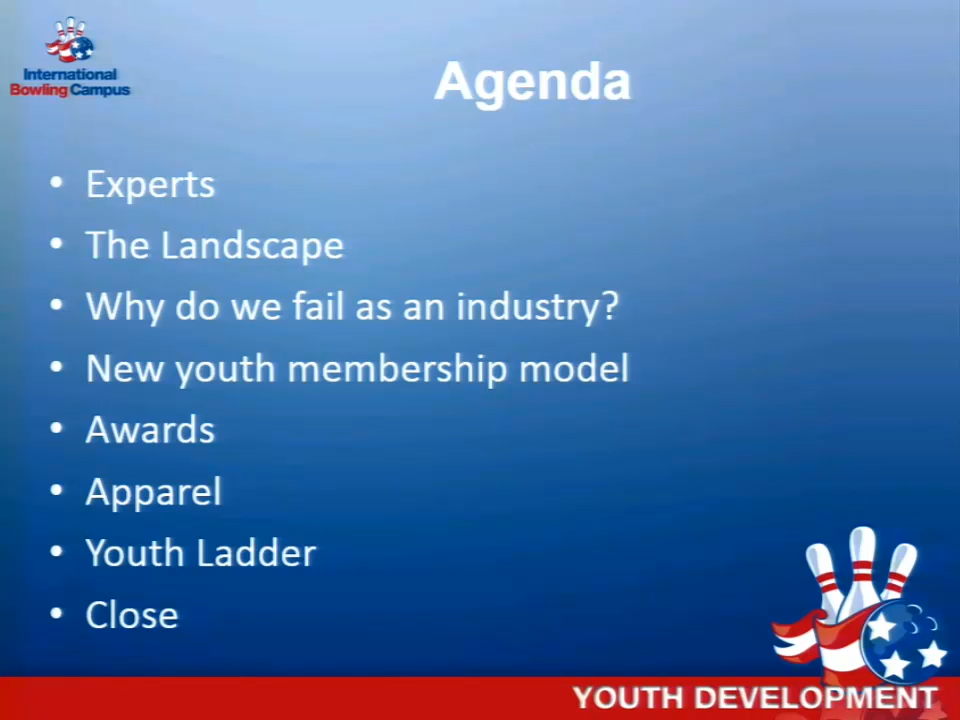 International
Bowling Campus
Agenda
• Experts
• The Landscape
• Why do we fail as an industry?
• New youth membership model
• Awards
• Apparel
• Youth Ladder
• Close
YOUTH DEVELOPMENT